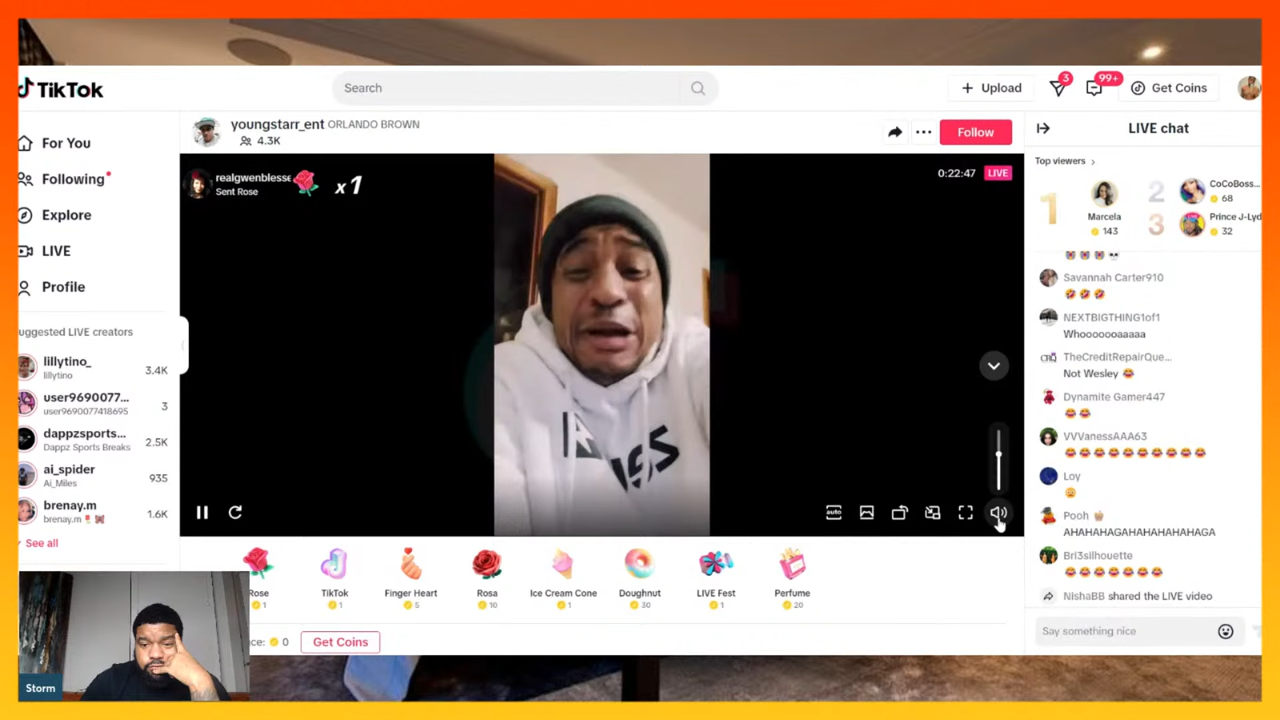 TikTok
Search
Upload
3
99+
Get Coins
For You
Following
Explore
LIVE
Profile
uggested LIVE creators
lillytino_
lillytino
3.4K
user9690077...
user9690077418695
3
dappzsports...
Dappz Sports Breaks
2.5K
ai_spider
Ai_Miles
935
brenay.m
brenay.m
1.6K
See all
youngstarr_ent ORLANDO BROWN
4.3K
Follow
realgwenblesse
Sent Rose
x1
0:22:47 LIVE
auto
Rose
1
TikTok
1
Finger Heart
5
Rosa
10
Ice Cream Cone
1
Doughnut
30
LIVE Fest
1
Perfume
20
ce: 0
Get Coins
LIVE chat
Top viewers
1
Marcela
143
2
CoCoBoss...
68
3
Prince J-Lyd
32
Savannah Carter910
NEXTBIGTHING1of1
Whooooooaaaaa
TheCreditRepairQue...
Not Wesley
Dynamite Gamer447
VVVanessAAA63
Loy
Pooh
AHAHAHAGAHAHAHAHAGA
Bri3silhouette
NishaBB shared the LIVE video
Say something nice
Storm